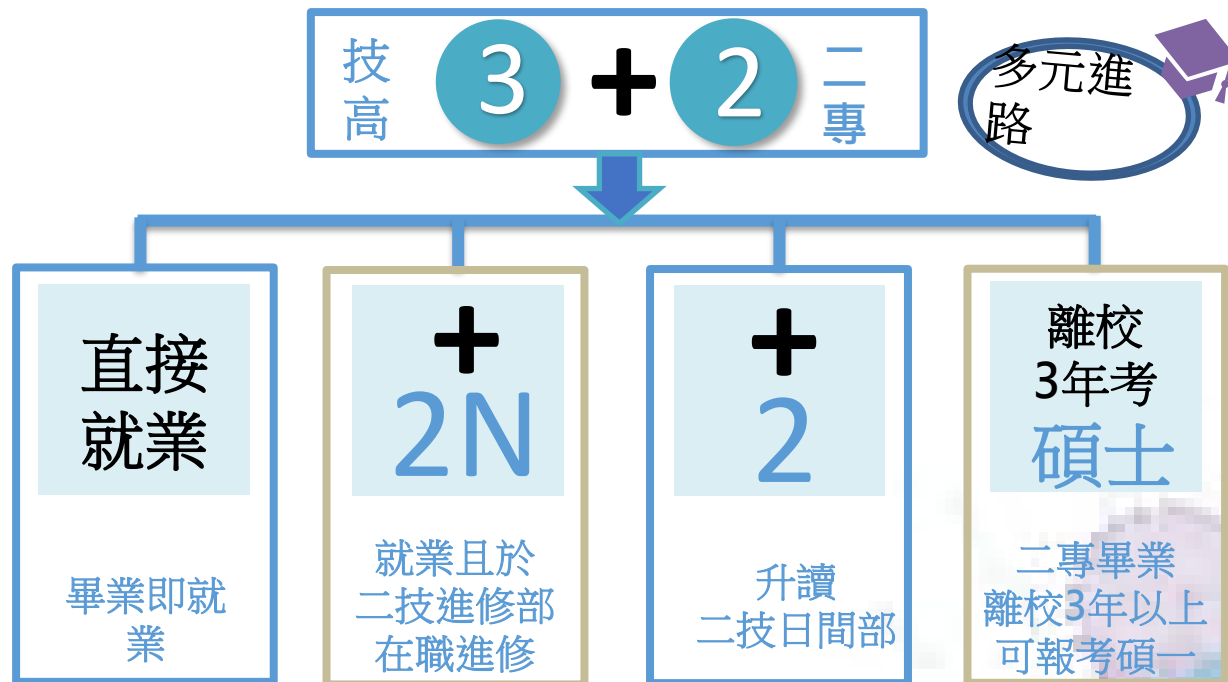 技高 3 + 2 二專
多元進
路
直接
就業
畢業即就
業
+
2N
就業且於
二技進修部
在職進修
+
2
升讀
二技日間部
離校
3年考
碩士
二專畢業
離校3年以上
可報考碩一